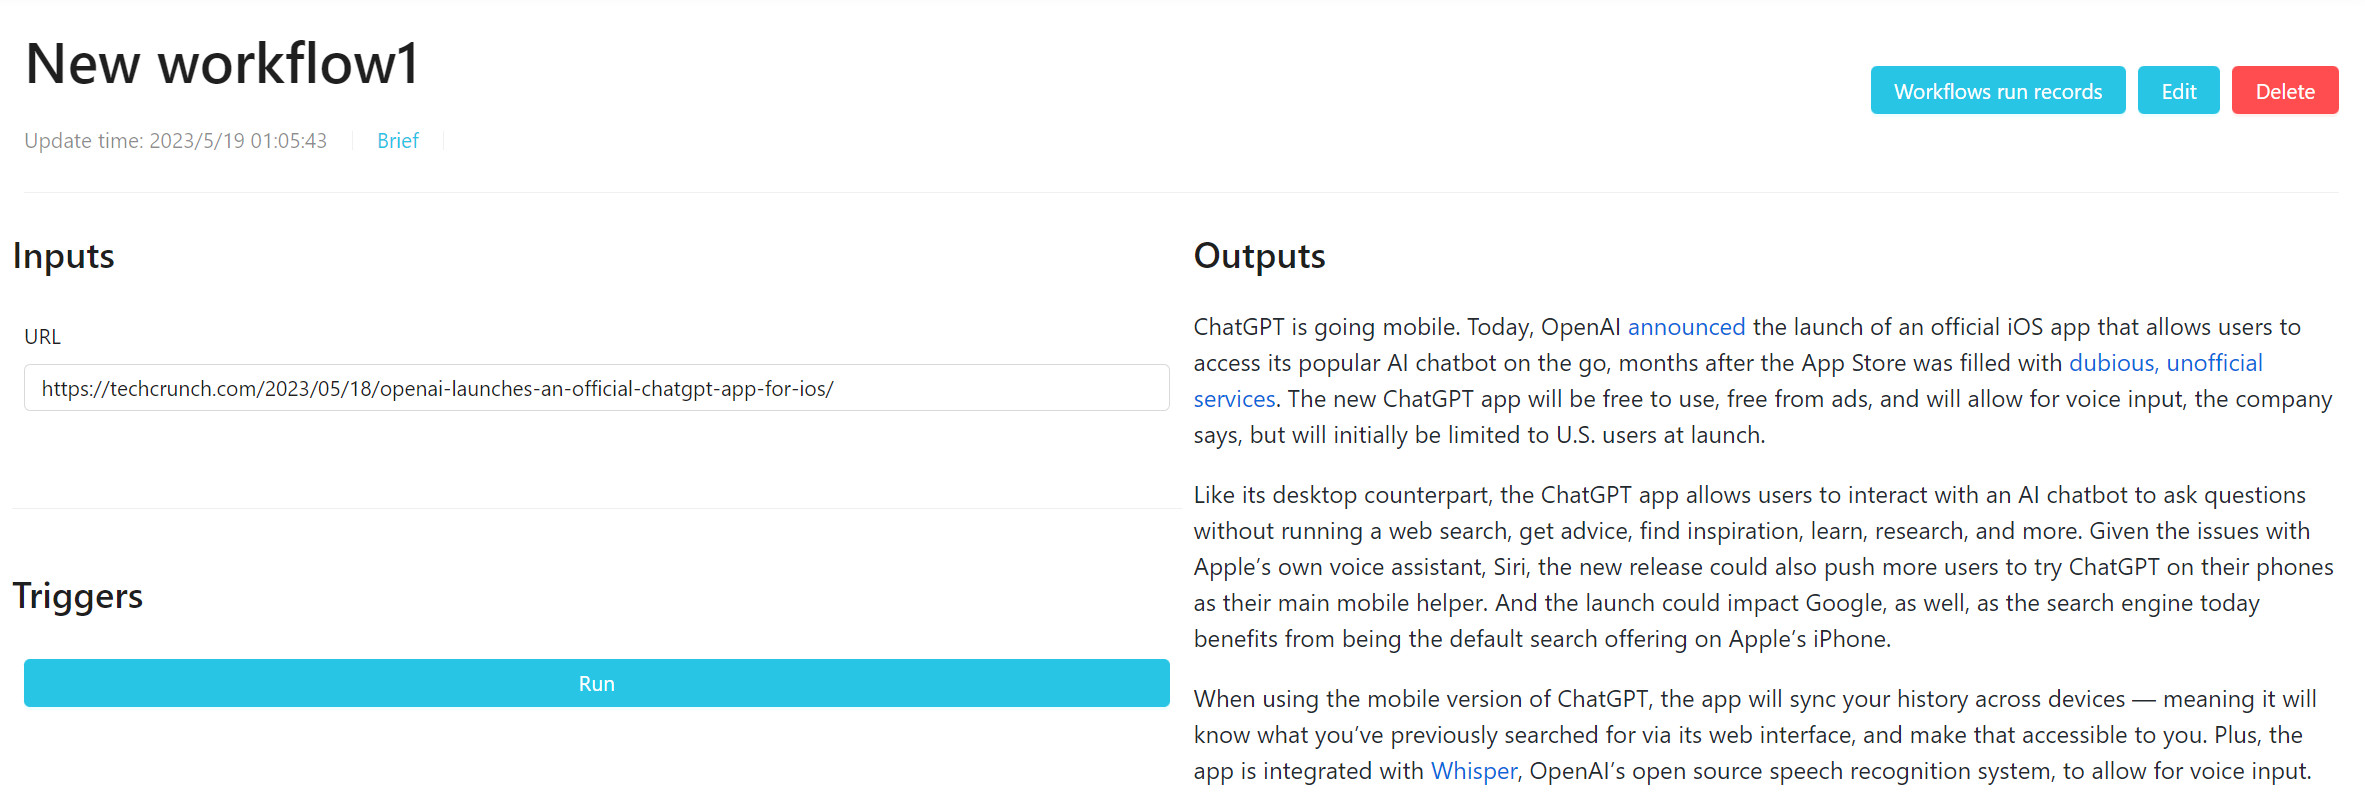 New workflow1
Workflows run records
Edit
Delete
Update time: 2023/5/19 01:05:43
Brief
Inputs
URL
https://techcrunch.com/2023/05/18/openai-launches-an-official-chatgpt-app-for-ios/
Triggers
Run
Outputs
ChatGPT is going mobile. Today, OpenAI announced the launch of an official iOS app that allows users to
access its popular AI chatbot on the go, months after the App Store was filled with dubious, unofficial
services. The new ChatGPT app will be free to use, free from ads, and will allow for voice input, the company
says, but will initially be limited to U.S. users at launch.
Like its desktop counterpart, the ChatGPT app allows users to interact with an AI chatbot to ask questions
without running a web search, get advice, find inspiration, learn, research, and more. Given the issues with
Apple’s own voice assistant, Siri, the new release could also push more users to try ChatGPT on their phones
as their main mobile helper. And the launch could impact Google, as well, as the search engine today
benefits from being the default search offering on Apple’s iPhone.
When using the mobile version of ChatGPT, the app will sync your history across devices — meaning it will
know what you’ve previously searched for via its web interface, and make that accessible to you. Plus, the
app is integrated with Whisper, OpenAI’s open source speech recognition system, to allow for voice input.